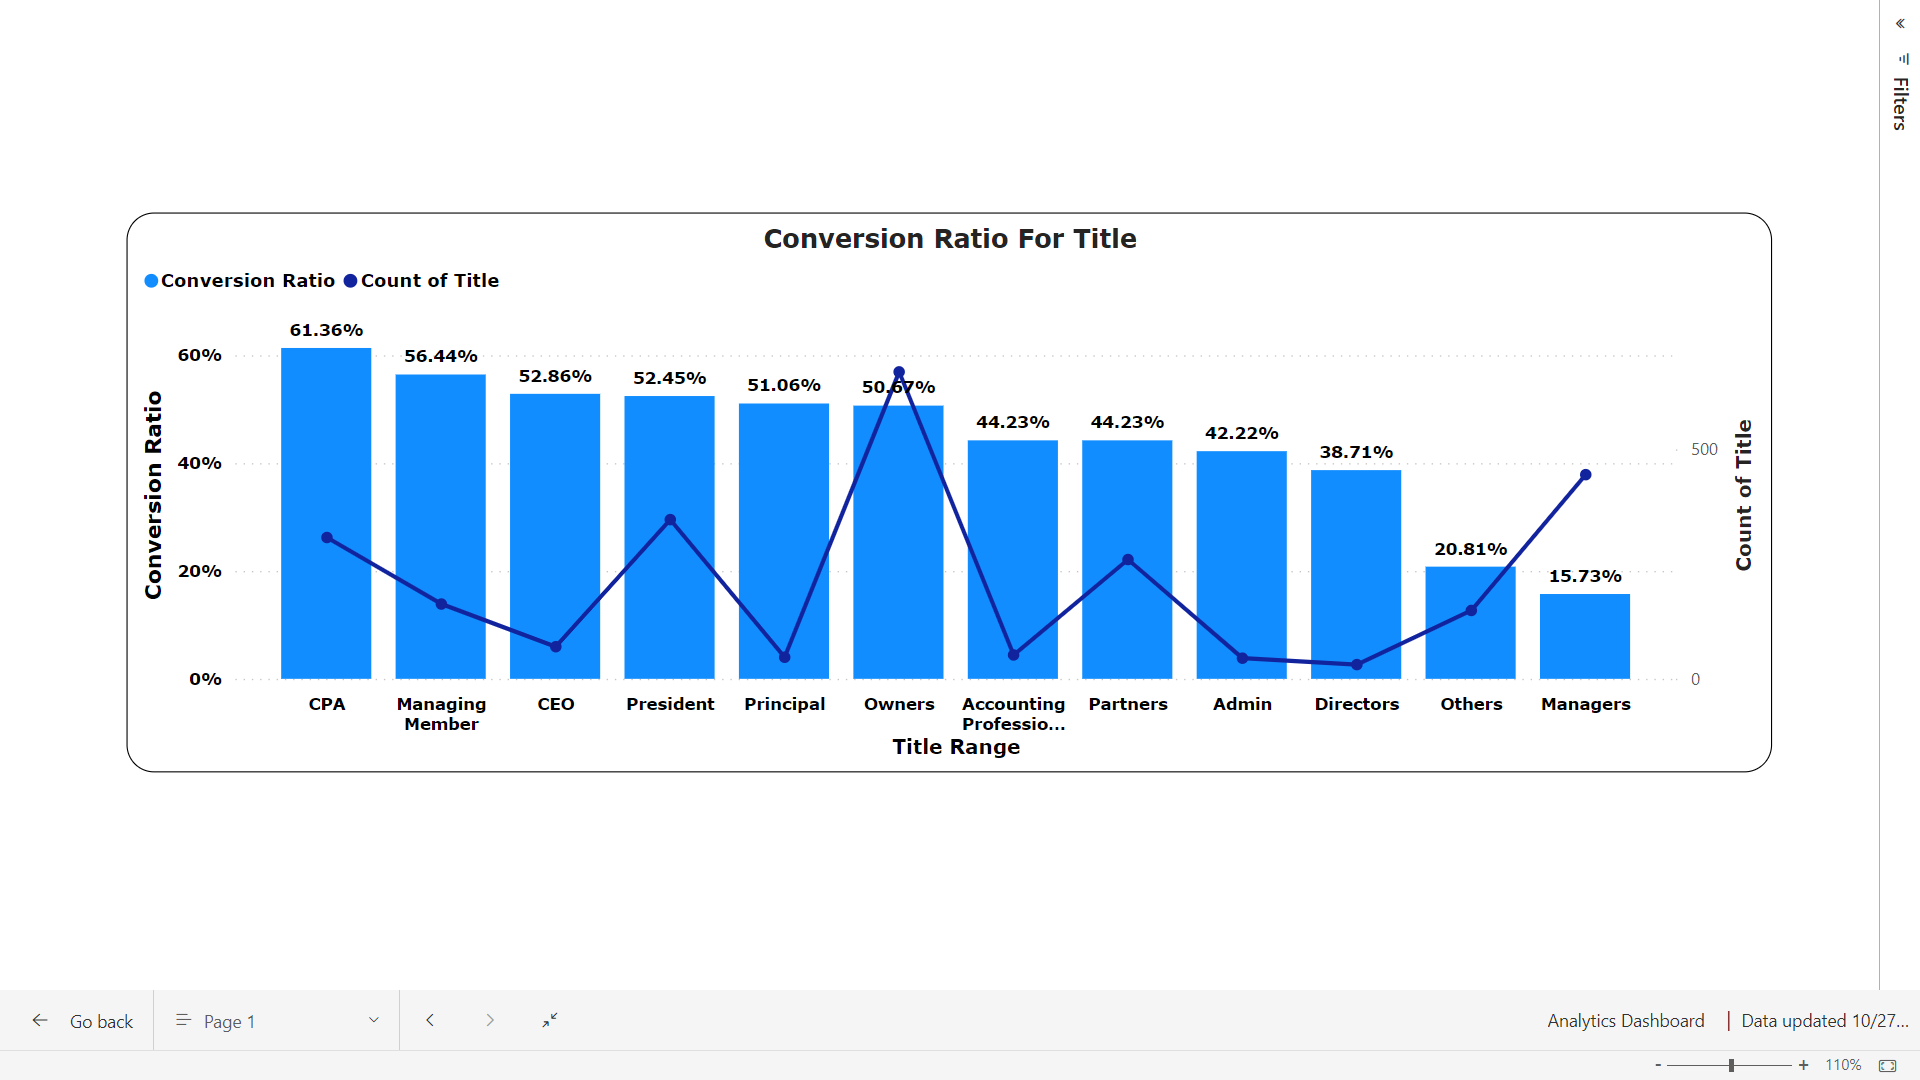 Filters
Conversion Ratio For Title
Conversion Ratio Count of Title
61.36%
56.44%
52.86%
52.45%
51.06%
50.67%
44.23%
44.23%
42.22%
38.71%
20.81%
15.73%
Conversion Ratio
60%
40%
20%
0%
500
0
Count of Title
CPA
Managing
Member
CEO
President
Principal
Owners
Accounting
Professio...
Partners
Admin
Directors
Others
Managers
Title Range
Go back
Page 1
Analytics Dashboard | Data updated 10/27...
- + 110%